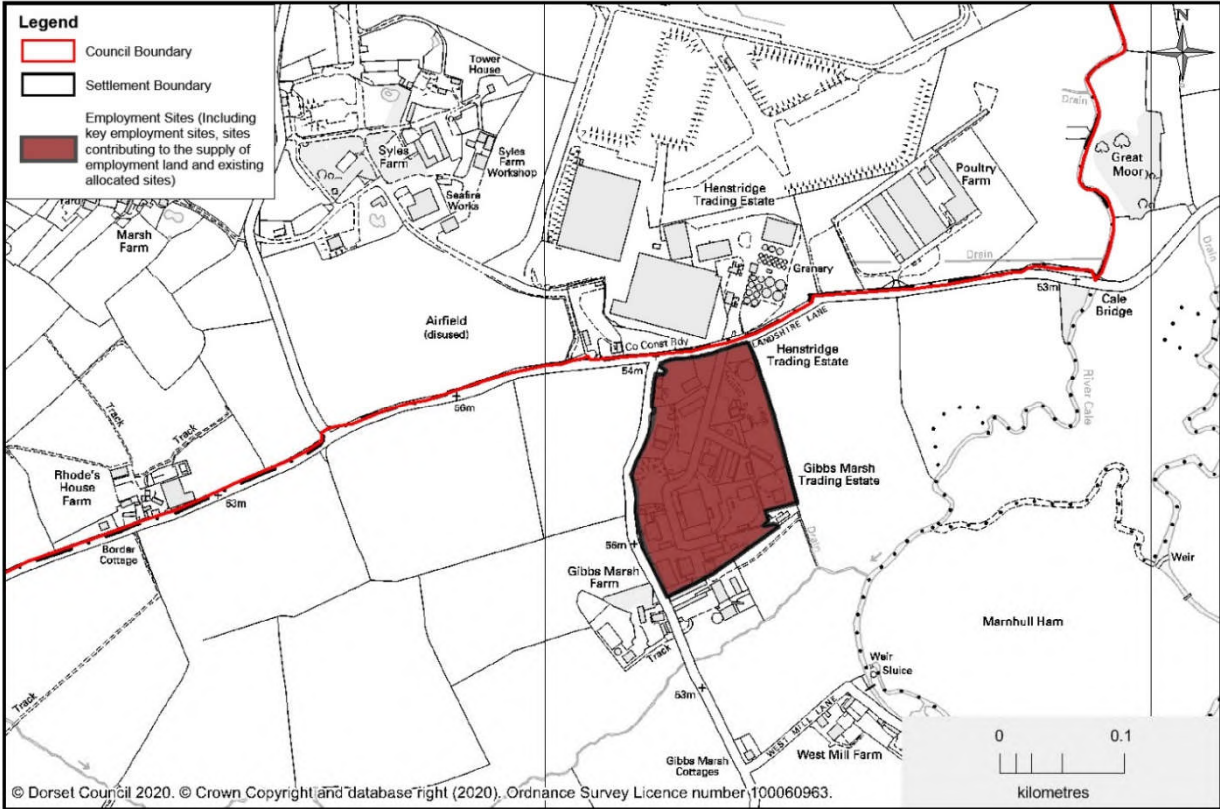 Legend
Council Boundary
Settlement Boundary
Employment Sites (Including
key employment sites, sites
contributing to the supply of
employment land and existing
allocated sites)
N
Tower
House
Syles
Farm
Syles
Farm
Workshop
Seafire
Works
Marsh
Farm
Henstridge
Trading Estate
Poultry
Farm
Drain
Great
Moor
Drain
Granary
Drain
53m
Cale
Bridge
Airfield
(disused)
Co Const Bdy
LANDSHIRE LANE
Henstridge
Trading Estate
54m
56m
River Cale
Track
Track
Rhode's
House
Farm
63m
Border
Cottage
Gibbs Marsh
Trading Estate
56m
Drain
Gibbs Marsh
Farm
Weir
Marnhull Ham
Track
Track
Weir
Sluice
53m
WEST MILL LANE
West Mill Farm
Gibbs Marsh
Cottages
0
0.1
kilometres
© Dorset Council 2020. © Crown Copyright and database right (2020). Ordnance Survey Licence number 100060963.